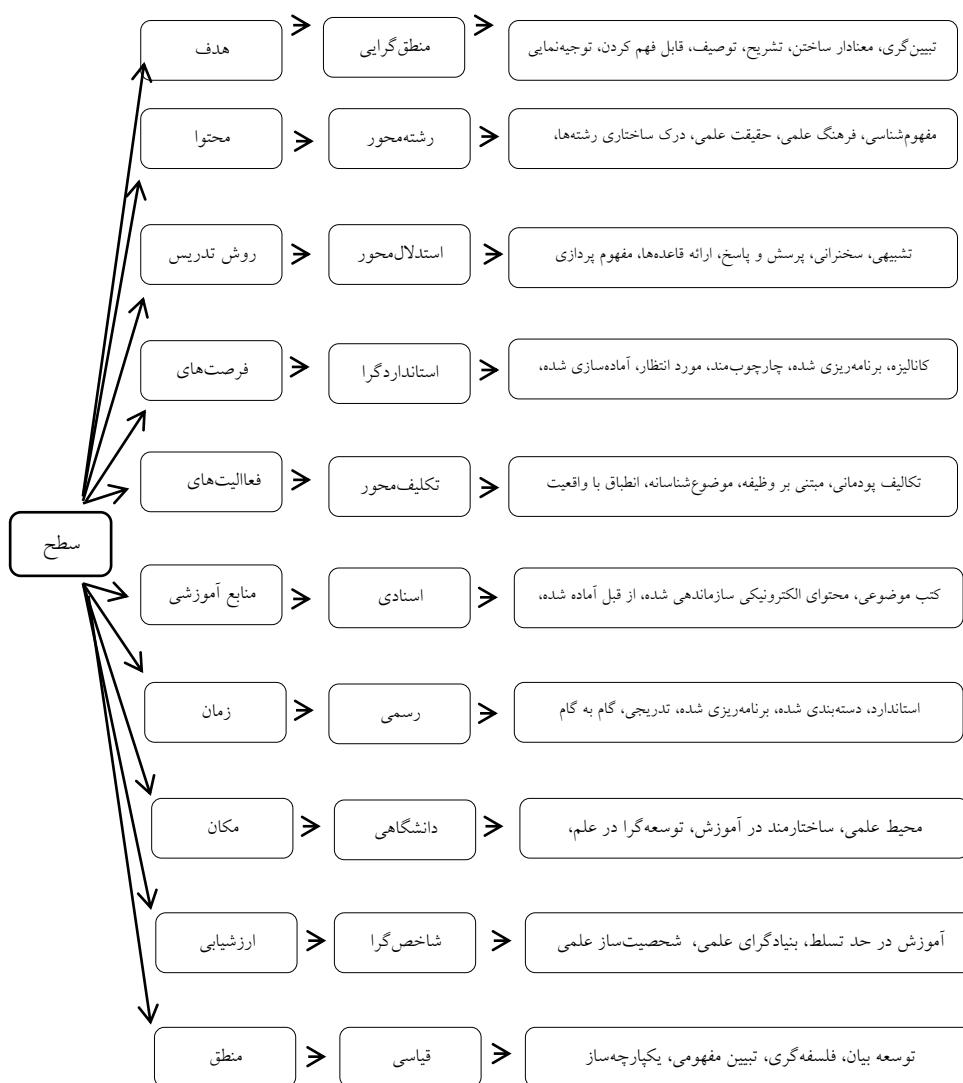 هدف
منطق‌گرایی
تبیین‌گری، معنادار ساختن، تشریح، توصیف، قابل فهم کردن، توجیه‌نمایی
محتوا
رشته‌محور
مفهوم‌شناسی، فرهنگ علمی، حقیقت علمی، درک ساختاری رشته‌ها،
روش تدریس
استدلال‌محور
تشبیهی، سخنرانی، پرسش و پاسخ، ارائه قاعده‌ها، مفهوم پردازی
فرصت‌های
استانداردگرا
کانالیزه، برنامه‌ریزی شده، چارچوب‌مند، مورد انتظار، آماده‌سازی شده،
فعاالیت‌های
تکلیف‌محور
تکالیف پودمانی، مبتنی بر وظیفه، موضوع‌شناسانه، انطباق با واقعیت
سطح
منابع آموزشی
اسنادی
کتب موضوعی، محتوای الکترونیکی سازماندهی شده، از قبل آماده شده،
زمان
رسمی
استاندارد، دسته‌بندی شده، برنامه‌ریزی شده، تدریجی، گام به گام
مکان
دانشگاهی
محیط علمی، ساختارمند در آموزش، توسعه‌گرا در علم،
ارزشیابی
شاخص‌گرا
آموزش در حد تسلط، بنیادگرای علمی، شحصیت‌ساز علمی
منطق
قیاسی
توسعه بیان، فلسفه‌گری، تبیین مفهومی، یکپارچه‌ساز